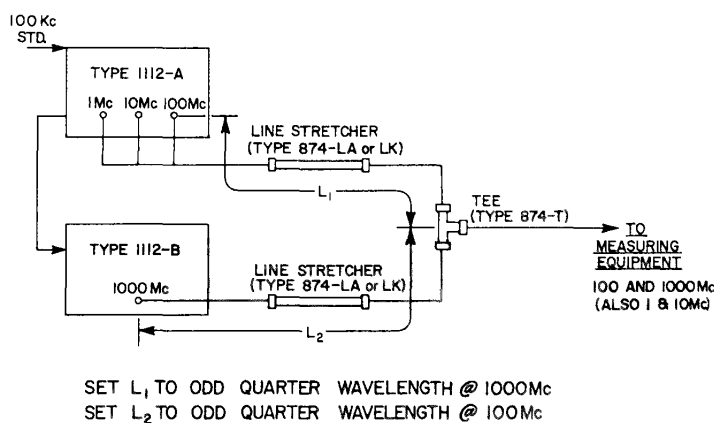 100 Kc
STD.
TYPE 1112-A
1Mc 10Mc 100Mc
LINE STRETCHER
(TYPE 874-LA or LK)
L₁
TEE
(TYPE 874-T)
TO
MEASURING
EQUIPMENT
100 AND 1000Mc
(ALSO 1 & 10Mc)
TYPE 1112-B
1000 Mc
LINE STRETCHER
(TYPE 874-LA or LK)
L₂
SET L₁ TO ODD QUARTER WAVELENGTH @ 1000Mc
SET L₂ TO ODD QUARTER WAVELENGTH @ 100Mc